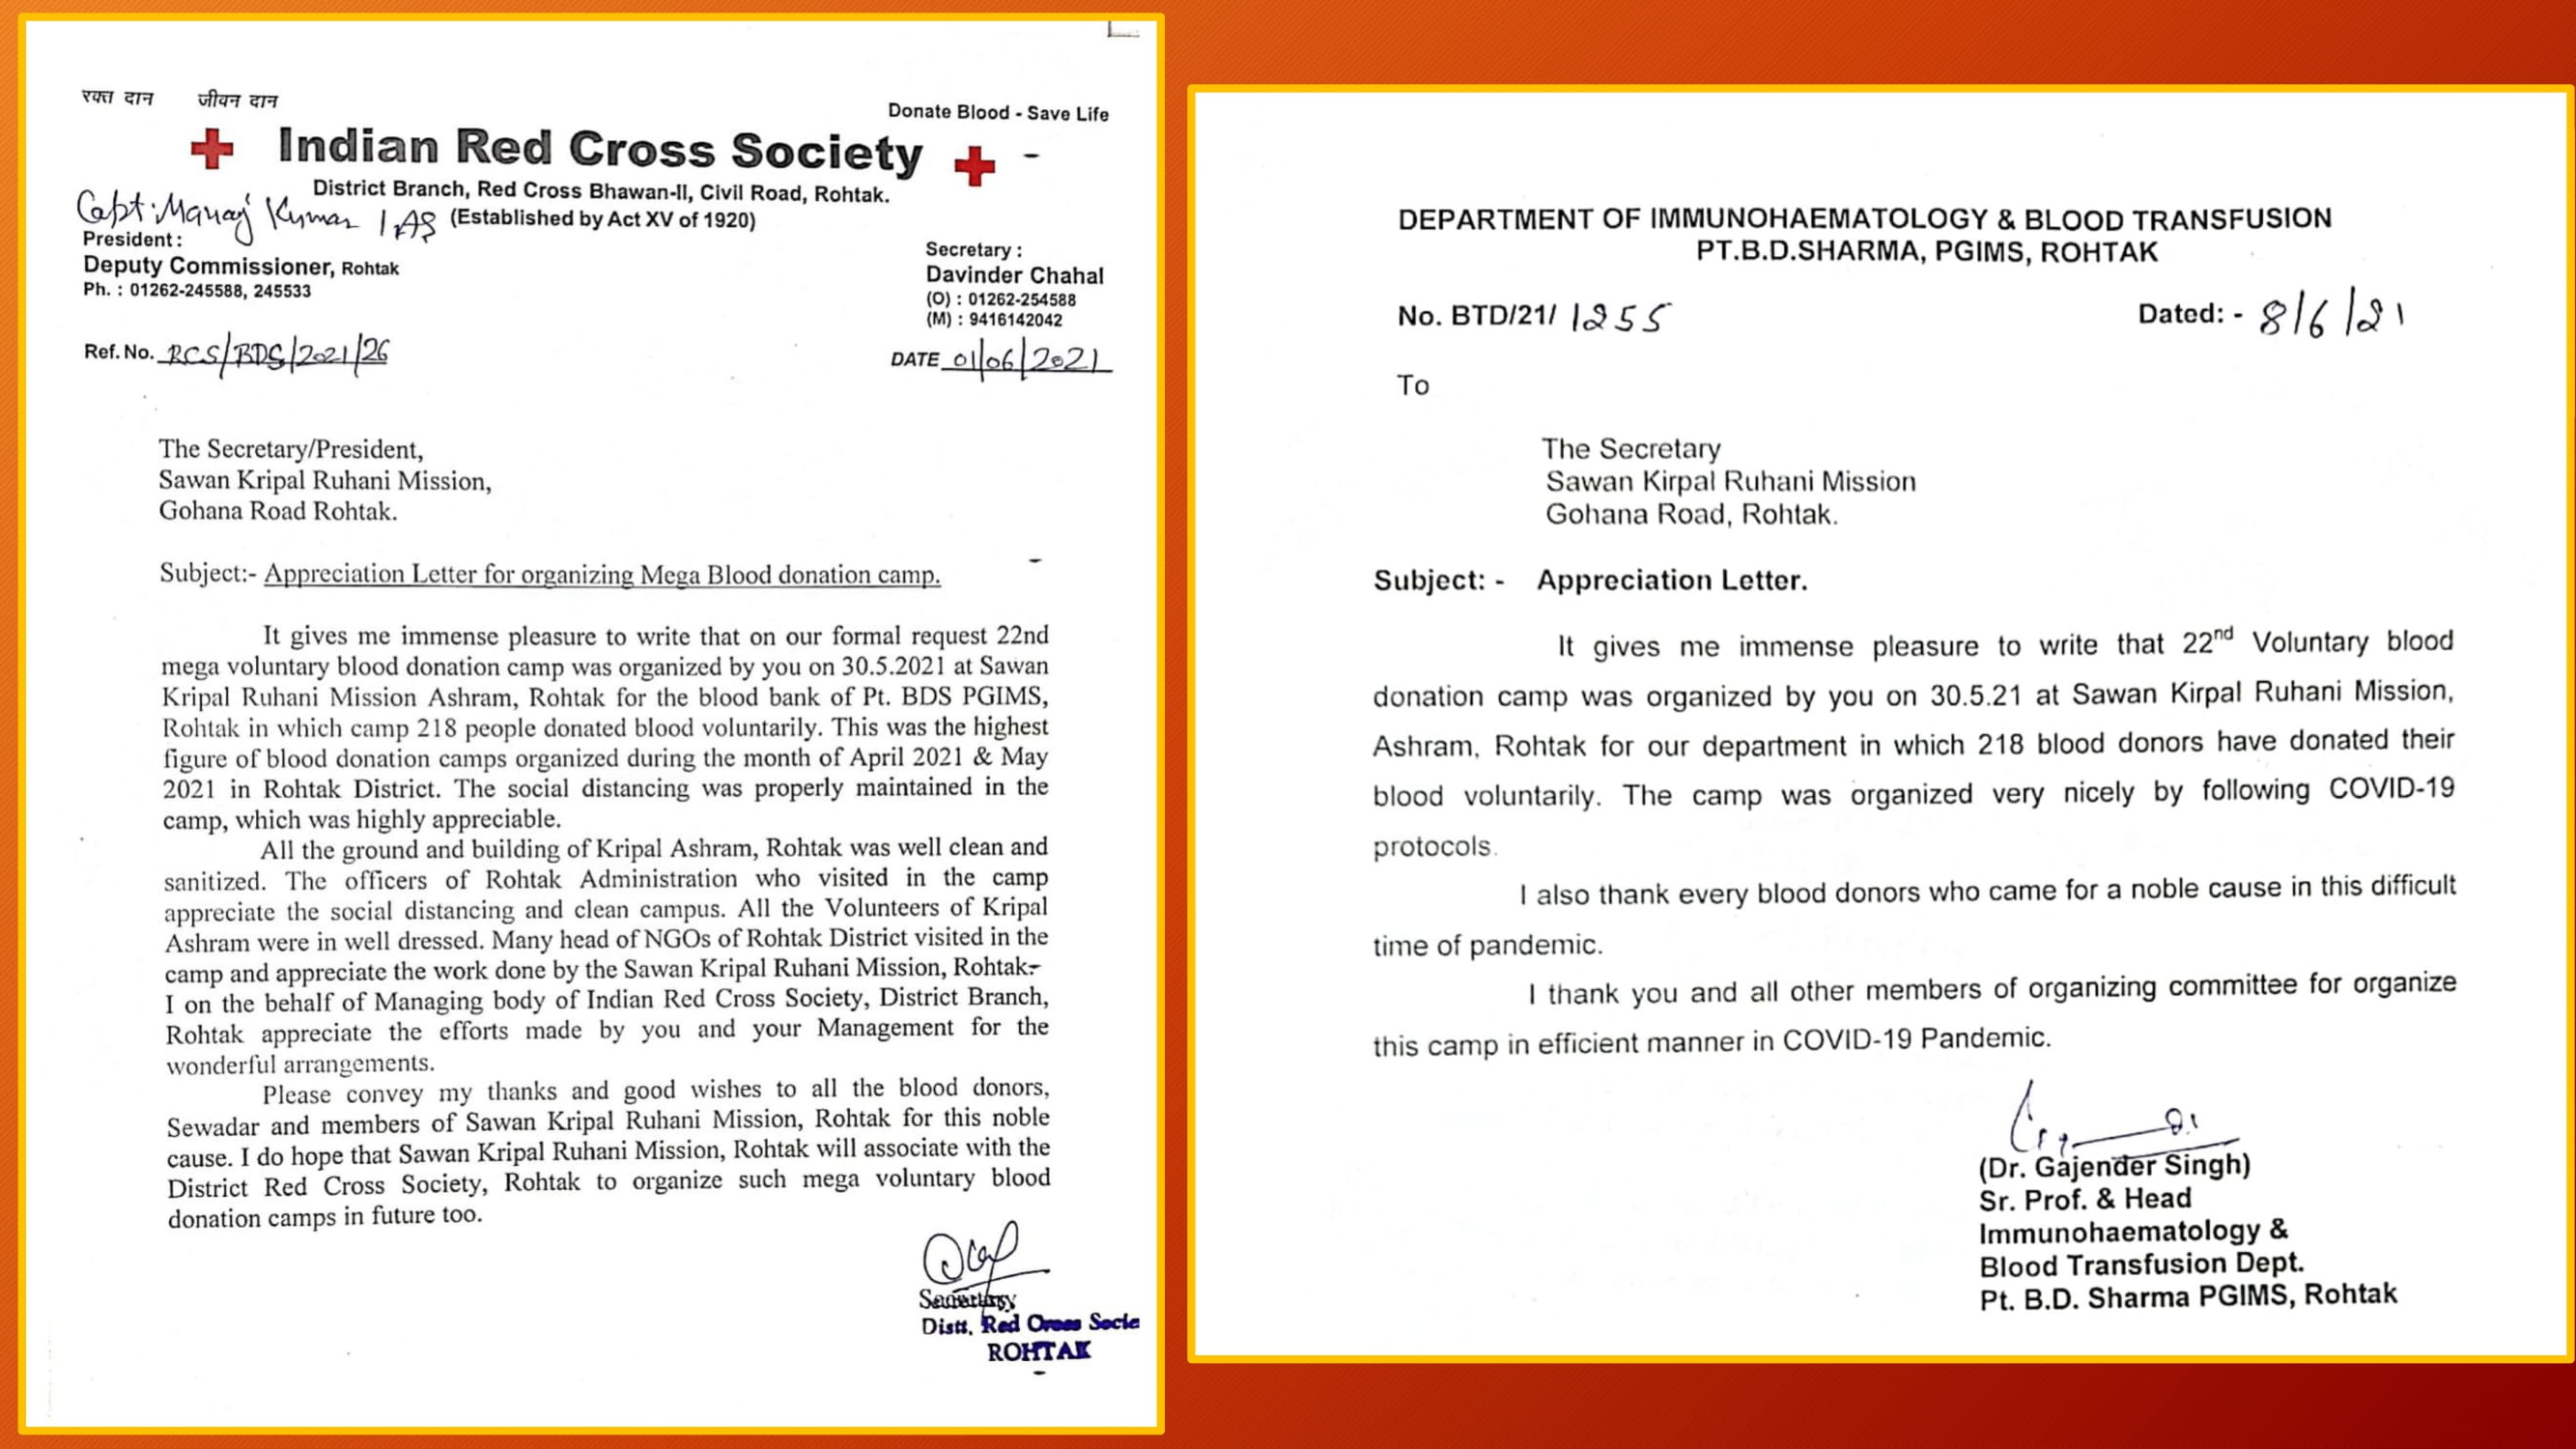 रक्त दान जीवन दान
Donate Blood - Save Life
Indian Red Cross Society
District Branch, Red Cross Bhawan-II, Civil Road, Rohtak.
Capt. Manoj Kumar IAS (Established by Act XV of 1920)
President :
Deputy Commissioner, Rohtak
Ph. : 01262-245588, 245533
Secretary :
Davinder Chahal
(O) : 01262-254588
(M) : 9416142042
Ref. No. RCS/BDC/2021/26
DATE 01/06/2021
The Secretary/President,
Sawan Kripal Ruhani Mission,
Gohana Road Rohtak.
Subject:- Appreciation Letter for organizing Mega Blood donation camp.
It gives me immense pleasure to write that on our formal request 22nd
mega voluntary blood donation camp was organized by you on 30.5.2021 at Sawan
Kripal Ruhani Mission Ashram, Rohtak for the blood bank of Pt. BDS PGIMS,
Rohtak in which camp 218 people donated blood voluntarily. This was the highest
figure of blood donation camps organized during the month of April 2021 & May
2021 in Rohtak District. The social distancing was properly maintained in the
camp, which was highly appreciable.
All the ground and building of Kripal Ashram, Rohtak was well clean and
sanitized. The officers of Rohtak Administration who visited in the camp
appreciate the social distancing and clean campus. All the Volunteers of Kripal
Ashram were in well dressed. Many head of NGOs of Rohtak District visited in the
camp and appreciate the work done by the Sawan Kripal Ruhani Mission, Rohtak.
I on the behalf of Managing body of Indian Red Cross Society, District Branch,
Rohtak appreciate the efforts made by you and your Management for the
wonderful arrangements.
Please convey my thanks and good wishes to all the blood donors,
Sewadar and members of Sawan Kripal Ruhani Mission, Rohtak for this noble
cause. I do hope that Sawan Kripal Ruhani Mission, Rohtak will associate with the
District Red Cross Society, Rohtak to organize such mega voluntary blood
donation camps in future too.
Secretary
Distt. Red Cross Socie
ROHTAK
DEPARTMENT OF IMMUNOHAEMATOLOGY & BLOOD TRANSFUSION
PT.B.D.SHARMA, PGIMS, ROHTAK
No. BTD/21/ 1255
Dated: - 8/6/21
To
The Secretary
Sawan Kirpal Ruhani Mission
Gohana Road, Rohtak.
Subject: - Appreciation Letter.
It gives me immense pleasure to write that 22nd Voluntary blood
donation camp was organized by you on 30.5.21 at Sawan Kirpal Ruhani Mission,
Ashram, Rohtak for our department in which 218 blood donors have donated their
blood voluntarily. The camp was organized very nicely by following COVID-19
protocols.
I also thank every blood donors who came for a noble cause in this difficult
time of pandemic.
I thank you and all other members of organizing committee for organize
this camp in efficient manner in COVID-19 Pandemic.
(Dr. Gajender Singh)
Sr. Prof. & Head
Immunohaematology &
Blood Transfusion Dept.
Pt. B.D. Sharma PGIMS, Rohtak